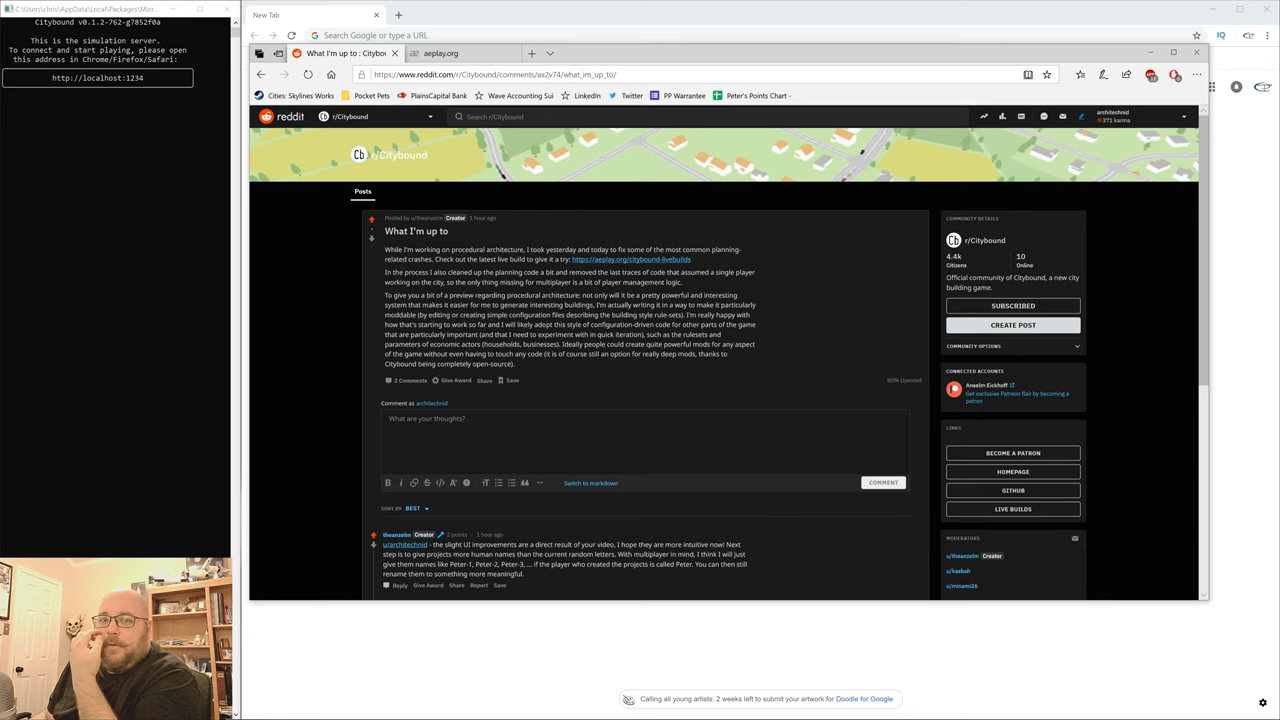 C:\Users\chris\AppData\Local\Packages\Micr...
Citybound v0.1.2-762-g7852f0a
This is the simulation server.
To connect and start playing, please open
this address in Chrome/Firefox/Safari:
http://localhost:1234
New Tab
Search Google or type a URL
What I'm up to : Citybo
aeplay.org
https://www.reddit.com/r/Citybound/comments/ax2v74/what_im_up_to/
Cities: Skylines Works
Pocket Pets
PlainsCapital Bank
Wave Accounting Sui
LinkedIn
Twitter
PP Warrantee
Peter's Points Chart -
reddit
r/Citybound
Search r/Citybound
architechnid
371 karma
Cb r/Citybound
Posts
Posted by u/theanzelm Creator 1 hour ago
What I'm up to
While I'm working on procedural architecture, I took yesterday and today to fix some of the most common planning-
related crashes. Check out the latest live build to give it a try: https://aeplay.org/citybound-livebuilds
In the process I also cleaned up the planning code a bit and removed the last traces of code that assumed a single player
working on the city, so the only thing missing for multiplayer is a bit of player management logic.
To give you a bit of a preview regarding procedural architecture: not only will it be a pretty powerful and interesting
system that makes it easier for me to generate interesting buildings, I'm actually writing it in a way to make it particularly
moddable (by editing or creating simple configuration files describing the building style rule-sets). I'm really happy with
how that's starting to work so far and I will likely adopt this style of configuration-driven code for other parts of the game
that are particularly important (and that I need to experiment with in quick iteration), such as the rulesets and
parameters of economic actors (households, businesses). Ideally people could create quite powerful mods for any aspect
of the game without even having to touch any code (it is of course still an option for really deep mods, thanks to
Citybound being completely open-source).
2 Comments Give Award Share Save
80% Upvoted
Comment as architechnid
What are your thoughts?
Switch to markdown
COMMENT
SORT BY BEST
theanzelm Creator 2 points · 1 hour ago
u/architechnid - the slight UI improvements are a direct result of your video, I hope they are more intuitive now! Next
step is to give projects more human names than the current random letters. With multiplayer in mind, I think I will just
give them names like Peter-1, Peter-2, Peter-3, ... if the player who created the projects is called Peter. You can then still
rename them to something more meaningful.
Reply Give Award Share Report Save
COMMUNITY DETAILS
Cb r/Citybound
4.4k
Citizens
10
Online
Official community of Citybound, a new city
building game.
SUBSCRIBED
CREATE POST
COMMUNITY OPTIONS
CONNECTED ACCOUNTS
Anselm Eickhoff
Get exclusive Patreon flair by becoming a
patron
LINKS
BECOME A PATRON
HOMEPAGE
GITHUB
LIVE BUILDS
MODERATORS
u/theanzelm Creator
u/kasbah
u/minami26
Calling all young artists: 2 weeks left to submit your artwork for Doodle for Google